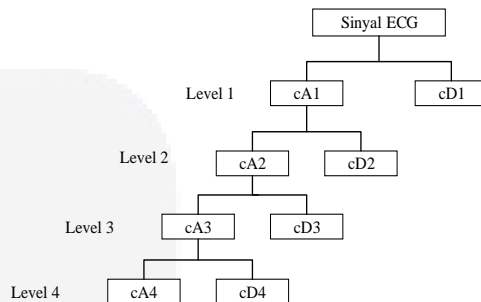 Sinyal ECG
Level 1 cA1 cD1
Level 2 cA2 cD2
Level 3 cA3 cD3
Level 4 cA4 cD4